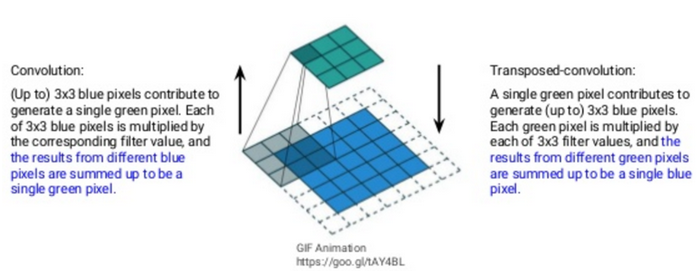 Convolution:
(Up to) 3x3 blue pixels contribute to
generate a single green pixel. Each
of 3x3 blue pixels is multiplied by
the corresponding filter value, and
the results from different blue
pixels are summed up to be a
single green pixel.
Transposed-convolution:
A single green pixel contributes to
generate (up to) 3x3 blue pixels.
Each green pixel is multiplied by
each of 3x3 filter values, and the
results from different green pixels
are summed up to be a single blue
pixel.
GIF Animation
https://goo.gl/tAY4BL